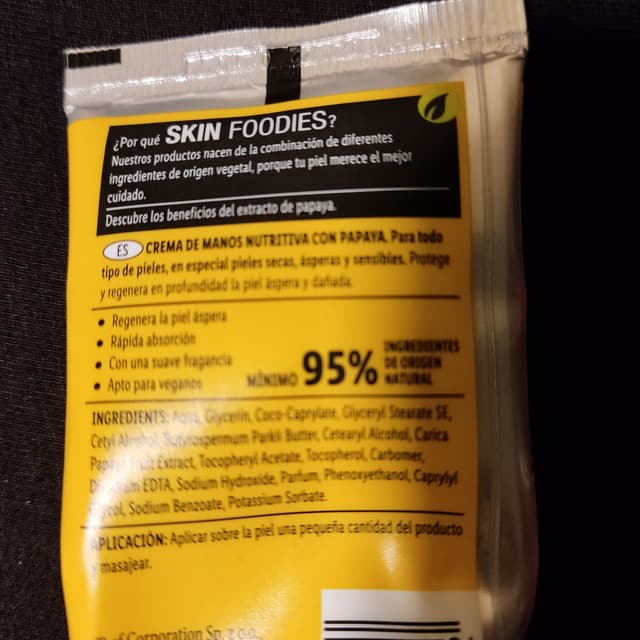 ¿Por qué SKIN FOODIES?
Nuestros productos nacen de la combinación de diferentes
ingredientes de origen vegetal, porque tu piel merece el mejor
cuidado.
Descubre los beneficios del extracto de papaya.
ES CREMA DE MANOS NUTRITIVA CON PAPAYA. Para todo
tipo de pieles, en especial pieles secas, ásperas y sensibles. Protege
y regenera en profundidad la piel áspera y dañada.
• Regenera la piel áspera
• Rápida absorción
• Con una suave fragancia
• Apto para veganos
MÍNIMO 95% INGREDIENTES
DE ORIGEN
NATURAL
INGREDIENTS: Aqua, Glycerin, Coco-Caprylate, Glyceryl Stearate SE,
Cetyl Alcohol, Butyrospermum Parkii Butter, Cetearyl Alcohol, Carica
Papaya Fruit Extract, Tocopheryl Acetate, Tocopherol, Carbomer,
Disodium EDTA, Sodium Hydroxide, Parfum, Phenoxyethanol, Caprylyl
Glycol, Sodium Benzoate, Potassium Sorbate.
APLICACIÓN: Aplicar sobre la piel una pequeña cantidad del producto
y masajear.
of Corporation Sp. z o.o.,